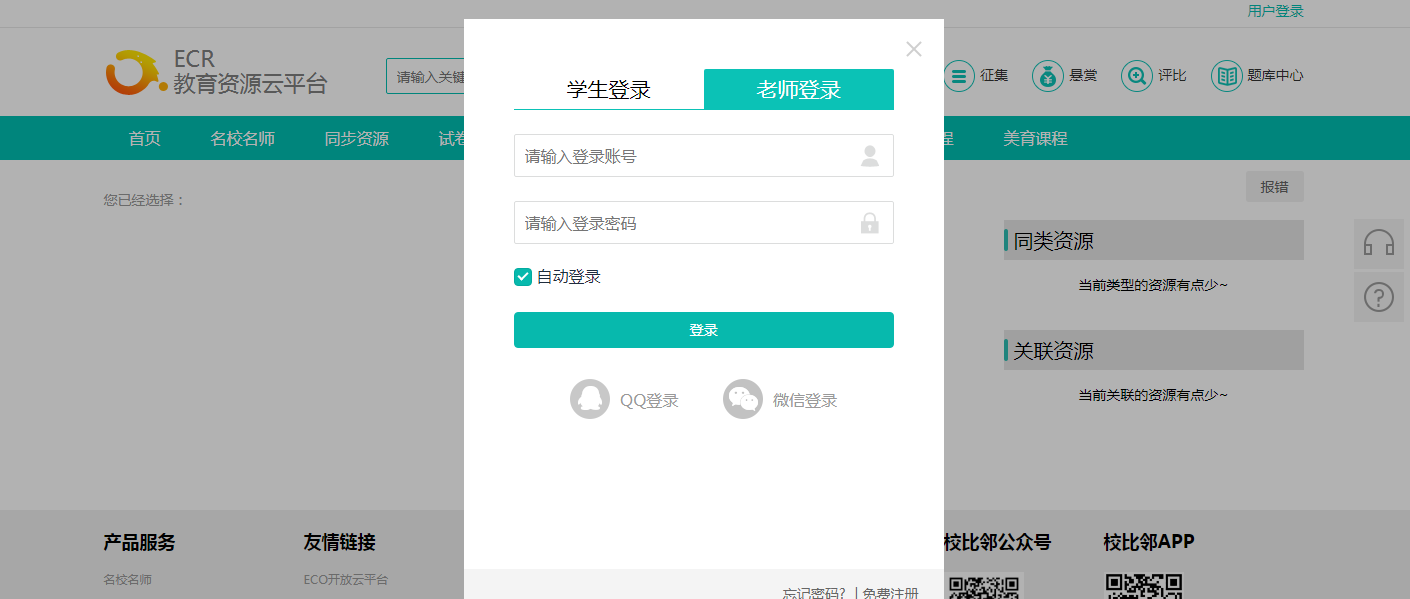 用户登录
ECR
教育资源云平台
请输入关键
征集
悬赏
评比
题库中心
首页
名校名师
同步资源
试卷
美育课程
您已经选择：
报错
同类资源
当前类型的资源有点少~
关联资源
当前关联的资源有点少~
学生登录
老师登录
请输入登录账号
请输入登录密码
自动登录
登录
QQ登录
微信登录
忘记密码? | 免费注册
产品服务
友情链接
校比邻公众号
校比邻APP
名校名师
ECO开放云平台